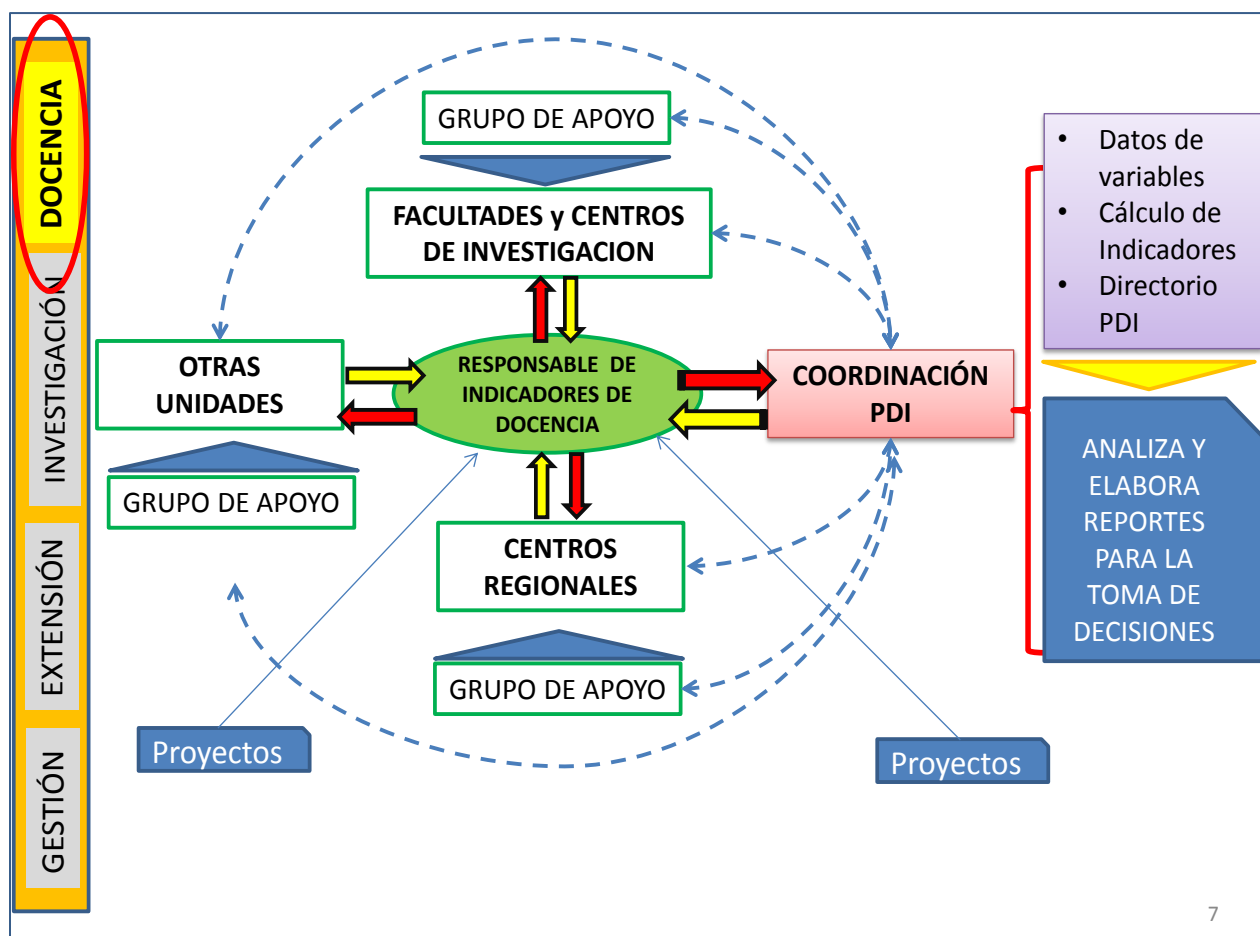 DOCENCIA
INVESTIGACIÓN
EXTENSIÓN
GESTIÓN
GRUPO DE APOYO
FACULTADES y CENTROS
DE INVESTIGACION
OTRAS
UNIDADES
GRUPO DE APOYO
RESPONSABLE DE
INDICADORES DE
DOCENCIA
COORDINACIÓN
PDI
CENTROS
REGIONALES
GRUPO DE APOYO
Proyectos
Proyectos
• Datos de
variables
• Cálculo de
Indicadores
• Directorio
PDI
ANALIZA Y
ELABORA
REPORTES
PARA LA
TOMA DE
DECISIONES
7